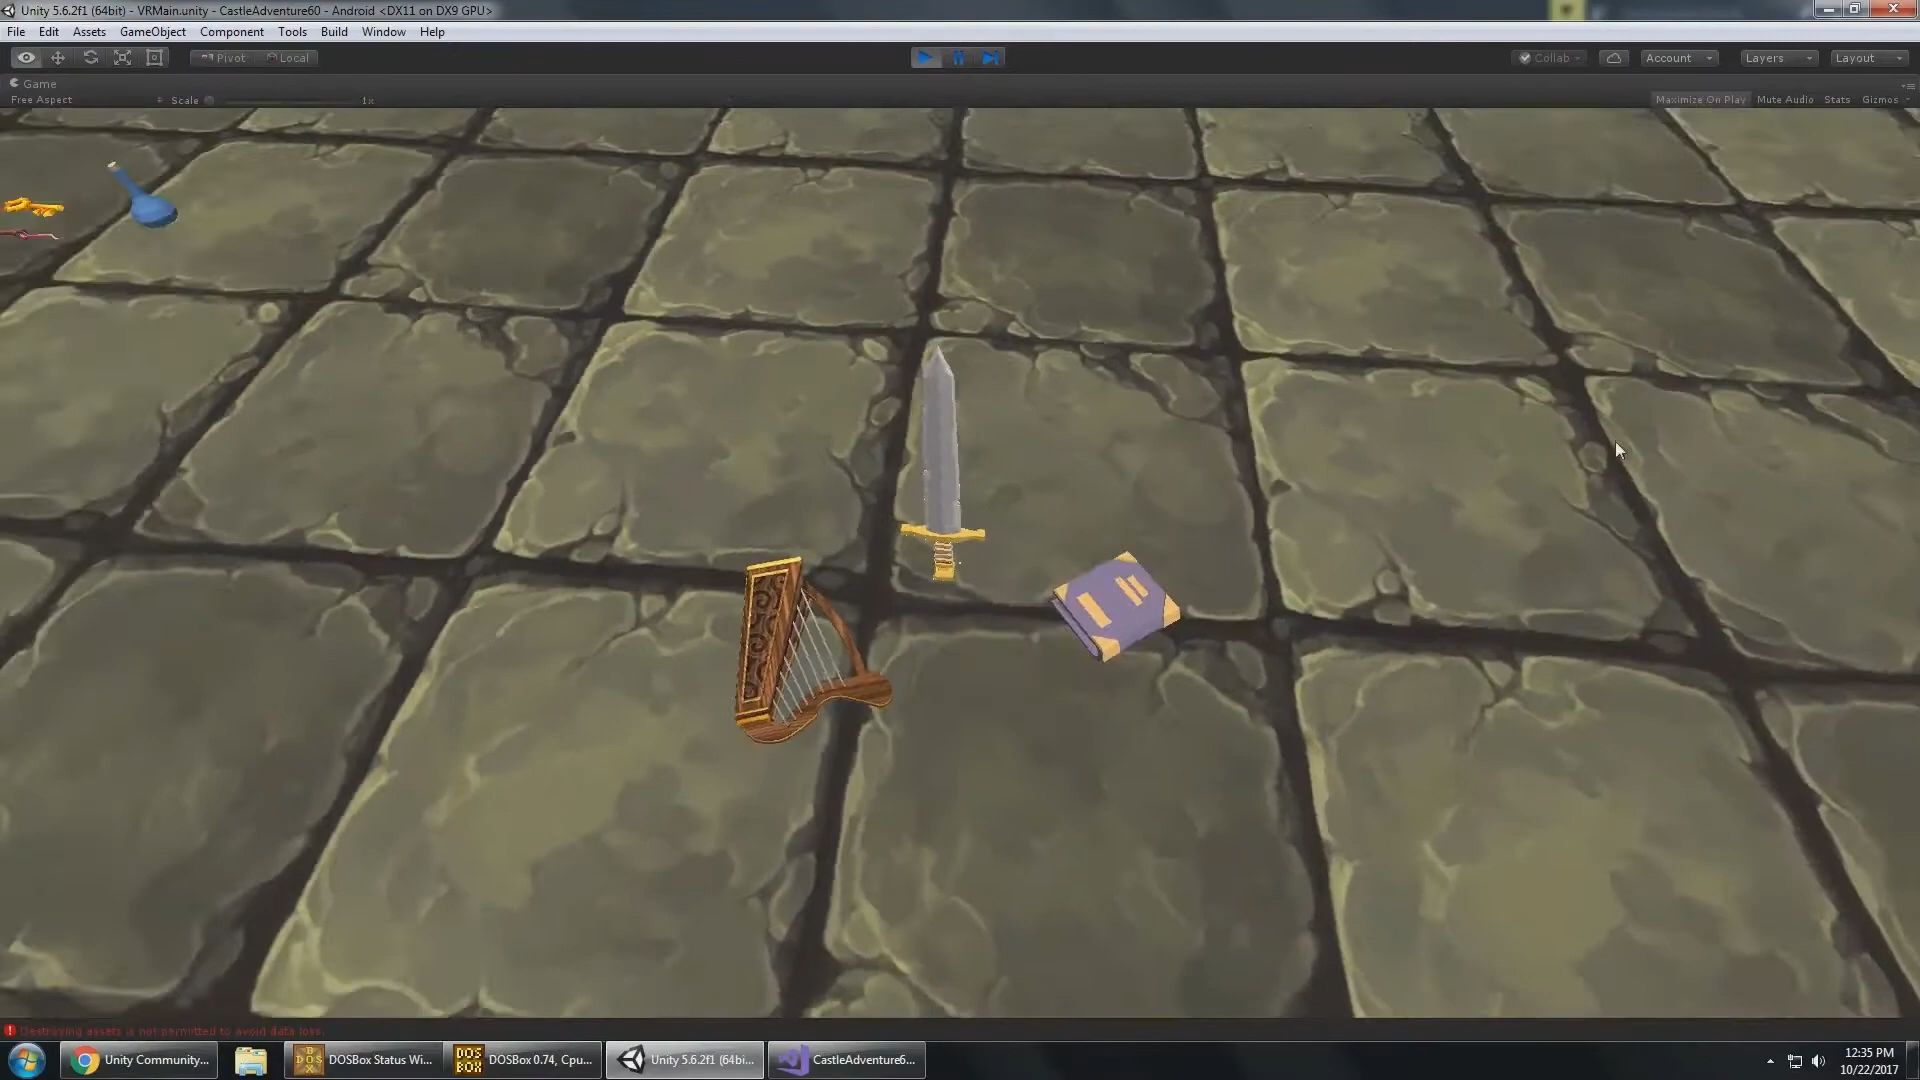 Unity 5.6.2f1 (64bit) - VRMain.unity - CastleAdventure60 - Android <DX11 on DX9 GPU>
File Edit Assets GameObject Component Tools Build Window Help
Pivot Local Collab Account Layers Layout
Game
Free Aspect Scale 1x Maximize On Play Mute Audio Stats Gizmos
Destroying assets is not permitted to avoid data loss.
Unity Community... DOSBox Status Wi... DOSBox 0.74, Cpu... Unity 5.6.2f1 (64bi... CastleAdventure6...
12:35 PM
10/22/2017